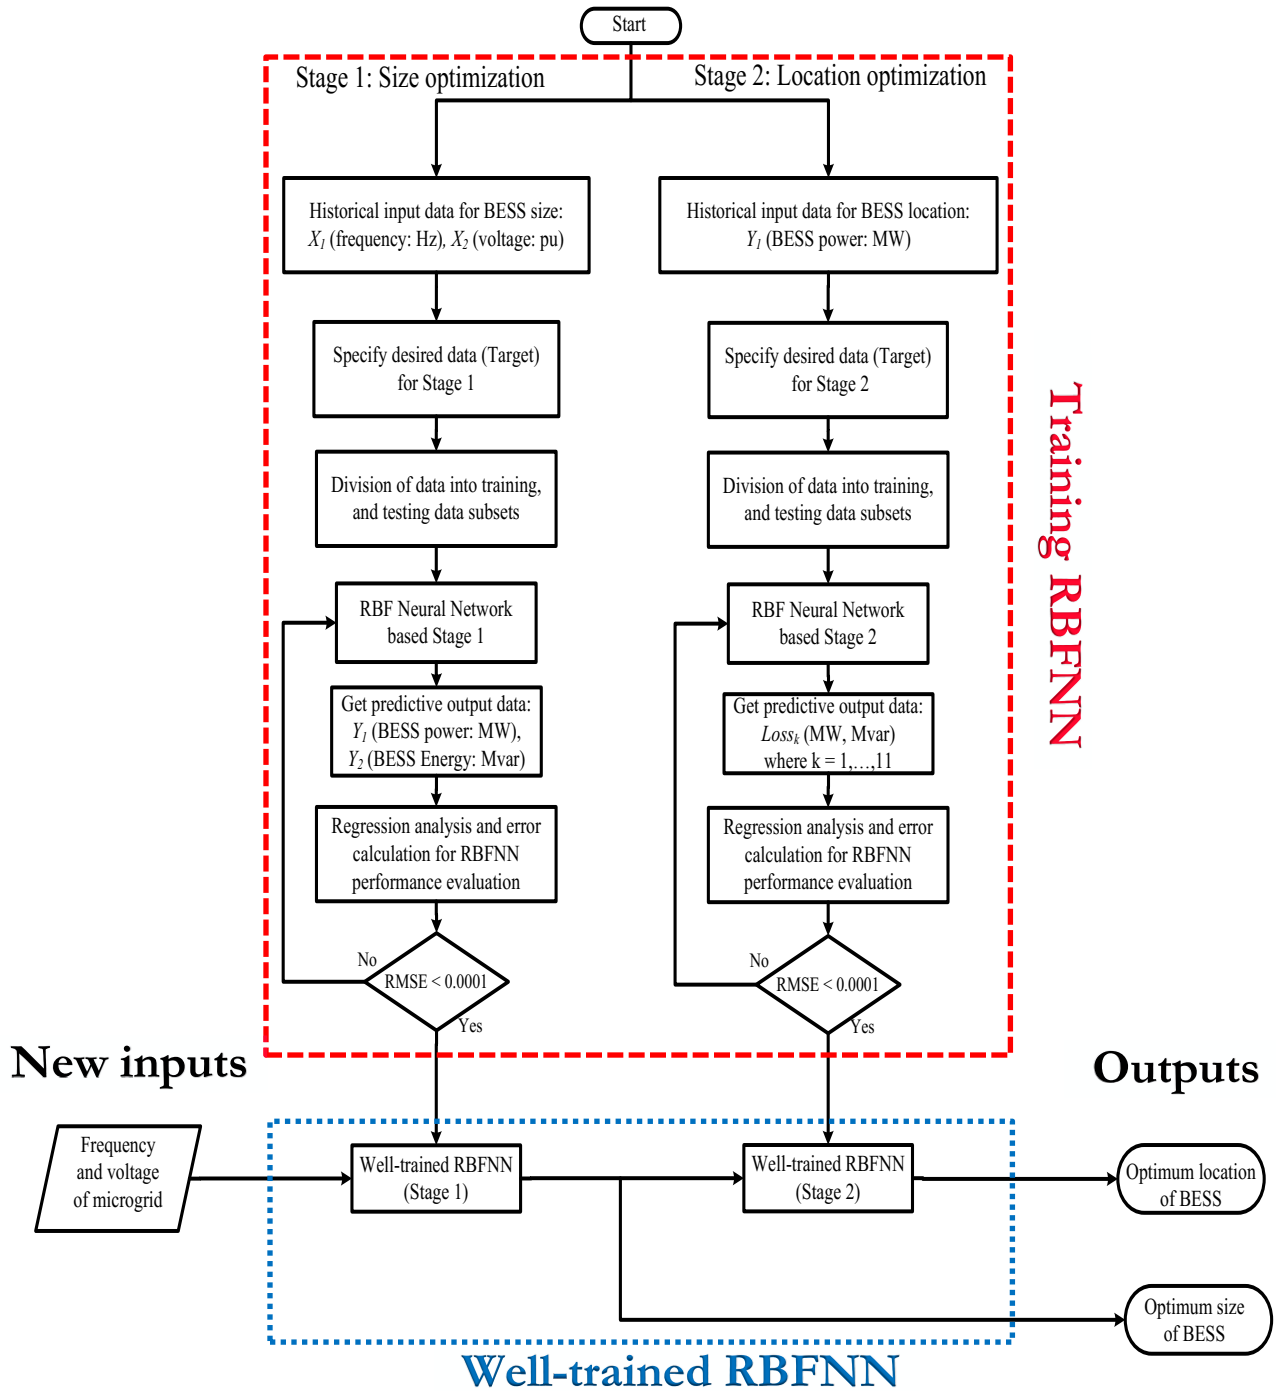 Start
Stage 1: Size optimization
Stage 2: Location optimization
Historical input data for BESS size:
X1 (frequency: Hz), X2 (voltage: pu)
Historical input data for BESS location:
Y1 (BESS power: MW)
Specify desired data (Target)
for Stage 1
Specify desired data (Target)
for Stage 2
Division of data into training,
and testing data subsets
Division of data into training,
and testing data subsets
RBF Neural Network
based Stage 1
RBF Neural Network
based Stage 2
Get predictive output data:
Y1 (BESS power: MW),
Y2 (BESS Energy: Mvar)
Get predictive output data:
Lossk (MW, Mvar)
where k = 1,…,11
Regression analysis and error
calculation for RBFNN
performance evaluation
Regression analysis and error
calculation for RBFNN
performance evaluation
No
RMSE < 0.0001
Yes
No
RMSE < 0.0001
Yes
Training RBFNN
New inputs
Outputs
Frequency
and voltage
of microgrid
Well-trained RBFNN
(Stage 1)
Well-trained RBFNN
(Stage 2)
Optimum location
of BESS
Optimum size
of BESS
Well-trained RBFNN